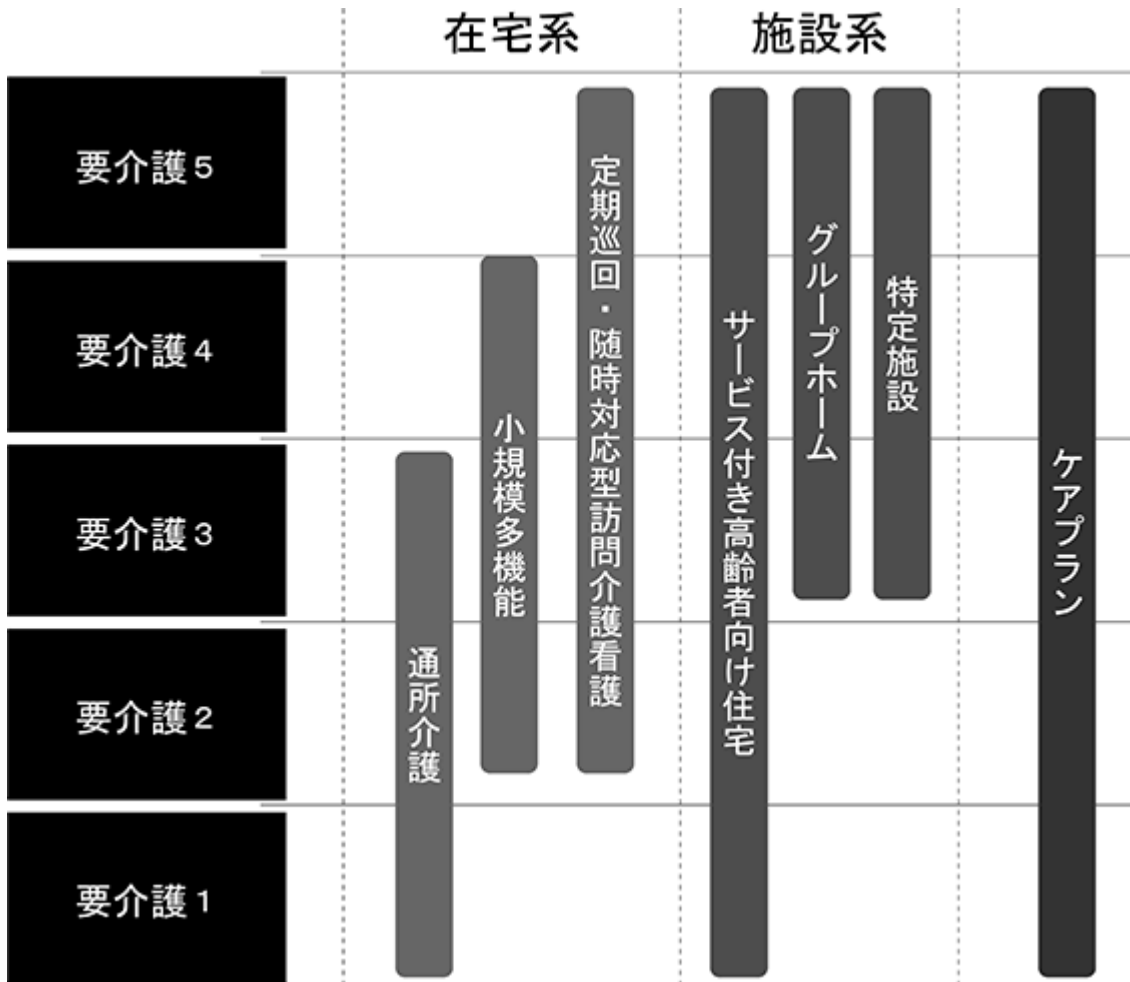 在宅系
施設系
要介護5
要介護4
要介護3
要介護2
要介護1
通所介護
小規模多機能
定期巡回・随時対応型訪問介護看護
サービス付き高齢者向け住宅
グループホーム
特定施設
ケアプラン